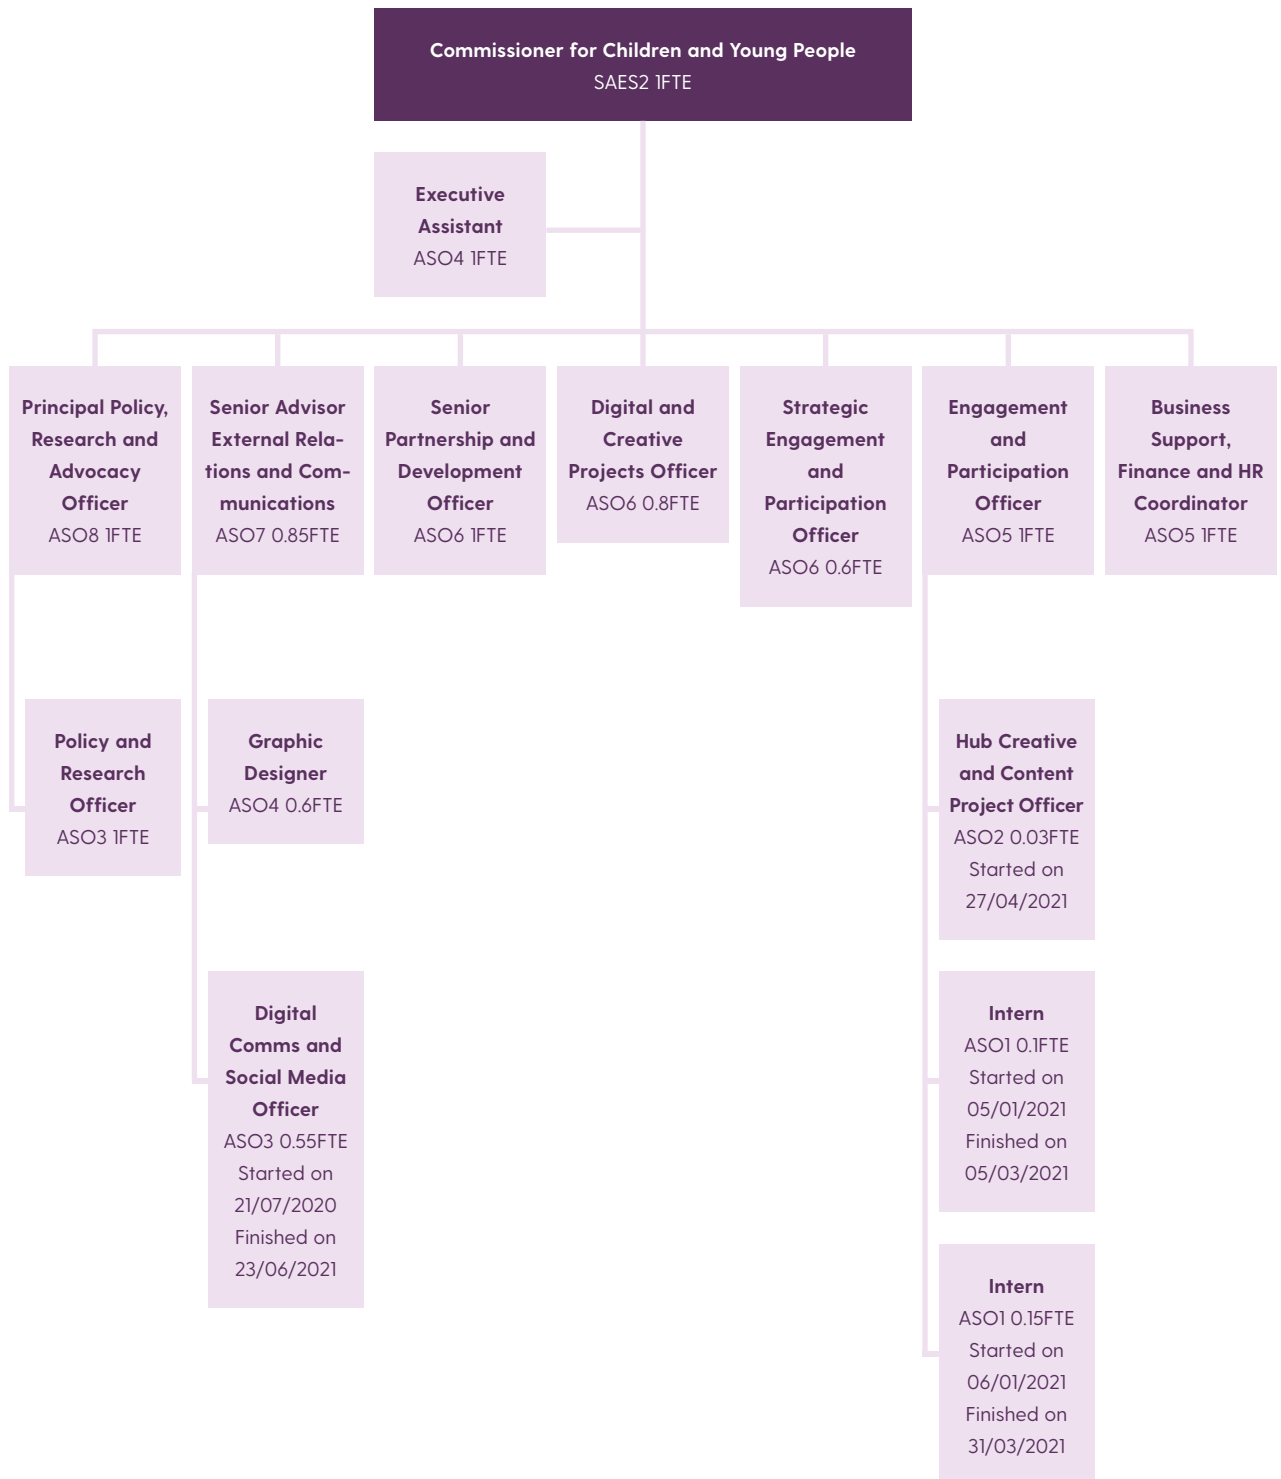 Commissioner for Children and Young People
SAES2 1FTE
Executive
Assistant
ASO4 1FTE
Principal Policy,
Research and
Advocacy
Officer
ASO8 1FTE
Senior Advisor
External Rela-
tions and Com-
munications
ASO7 0.85FTE
Senior
Partnership and
Development
Officer
ASO6 1FTE
Digital and
Creative
Projects Officer
ASO6 0.8FTE
Strategic
Engagement
and
Participation
Officer
ASO6 0.6FTE
Engagement
and
Participation
Officer
ASO5 1FTE
Business
Support,
Finance and HR
Coordinator
ASO5 1FTE
Policy and
Research
Officer
ASO3 1FTE
Graphic
Designer
ASO4 0.6FTE
Digital
Comms and
Social Media
Officer
ASO3 0.55FTE
Started on
21/07/2020
Finished on
23/06/2021
Hub Creative
and Content
Project Officer
ASO2 0.03FTE
Started on
27/04/2021
Intern
ASO1 0.1FTE
Started on
05/01/2021
Finished on
05/03/2021
Intern
ASO1 0.15FTE
Started on
06/01/2021
Finished on
31/03/2021